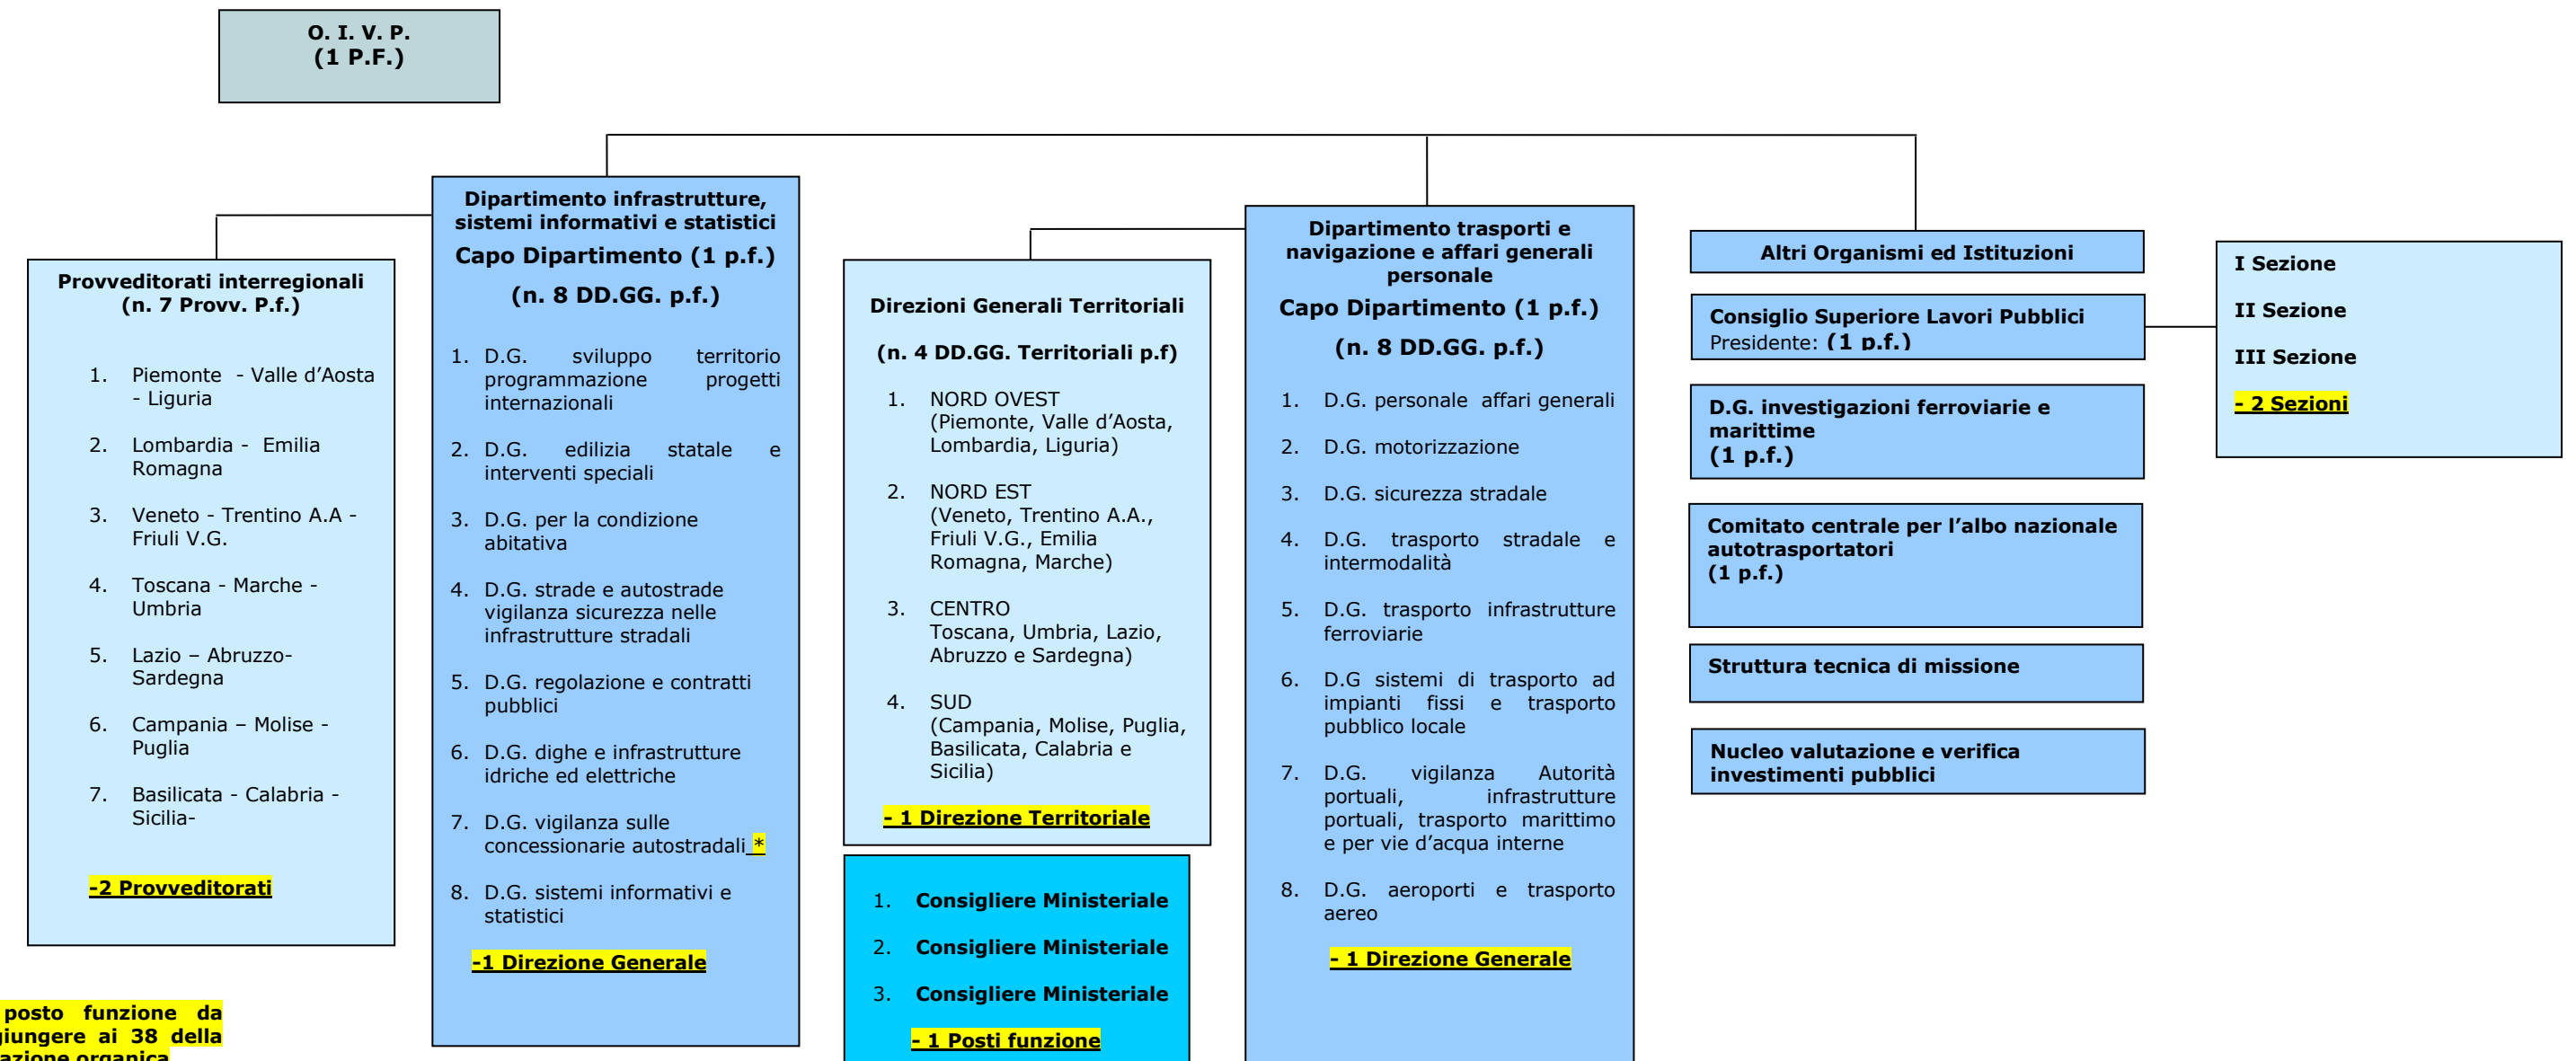 O. I. V. P.
(1 P.F.)
Provveditorati interregionali
(n. 7 Provv. P.f.)
1. Piemonte - Valle d’Aosta
- Liguria
2. Lombardia - Emilia
Romagna
3. Veneto - Trentino A.A -
Friuli V.G.
4. Toscana - Marche -
Umbria
5. Lazio – Abruzzo-
Sardegna
6. Campania – Molise -
Puglia
7. Basilicata - Calabria -
Sicilia-
-2 Provveditorati
posto funzione da
giungere ai 38 della
azione organica
Dipartimento infrastrutture,
sistemi informativi e statistici
Capo Dipartimento (1 p.f.)
(n. 8 DD.GG. p.f.)
1. D.G. sviluppo territorio
programmazione progetti
internazionali
2. D.G. edilizia statale e
interventi speciali
3. D.G. per la condizione
abitativa
4. D.G. strade e autostrade
vigilanza sicurezza nelle
infrastrutture stradali
5. D.G. regolazione e contratti
pubblici
6. D.G. dighe e infrastrutture
idriche ed elettriche
7. D.G. vigilanza sulle
concessionarie autostradali *
8. D.G. sistemi informativi e
statistici
-1 Direzione Generale
Direzioni Generali Territoriali
(n. 4 DD.GG. Territoriali p.f)
1. NORD OVEST
(Piemonte, Valle d’Aosta,
Lombardia, Liguria)
2. NORD EST
(Veneto, Trentino A.A.,
Friuli V.G., Emilia
Romagna, Marche)
3. CENTRO
Toscana, Umbria, Lazio,
Abruzzo e Sardegna)
4. SUD
(Campania, Molise, Puglia,
Basilicata, Calabria e
Sicilia)
- 1 Direzione Territoriale
1. Consigliere Ministeriale
2. Consigliere Ministeriale
3. Consigliere Ministeriale
- 1 Posti funzione
Dipartimento trasporti e
navigazione e affari generali
personale
Capo Dipartimento (1 p.f.)
(n. 8 DD.GG. p.f.)
1. D.G. personale affari generali
2. D.G. motorizzazione
3. D.G. sicurezza stradale
4. D.G. trasporto stradale e
intermodalità
5. D.G. trasporto infrastrutture
ferroviarie
6. D.G sistemi di trasporto ad
impianti fissi e trasporto
pubblico locale
7. D.G. vigilanza Autorità
portuali, infrastrutture
portuali, trasporto marittimo
e per vie d’acqua interne
8. D.G. aeroporti e trasporto
aereo
- 1 Direzione Generale
Altri Organismi ed Istituzioni
Consiglio Superiore Lavori Pubblici
Presidente: (1 p.f.)
D.G. investigazioni ferroviarie e
marittime
(1 p.f.)
Comitato centrale per l’albo nazionale
autotrasportatori
(1 p.f.)
Struttura tecnica di missione
Nucleo valutazione e verifica
investimenti pubblici
I Sezione
II Sezione
III Sezione
- 2 Sezioni